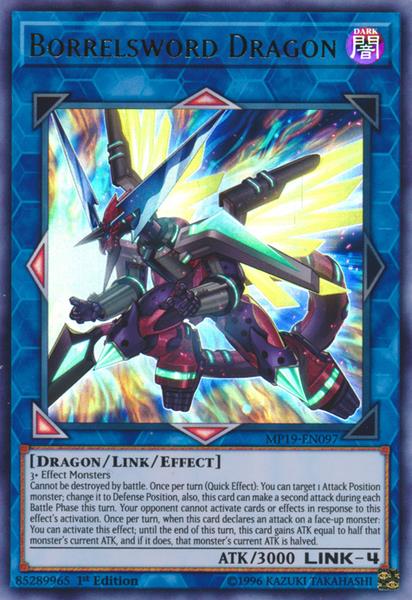 BORRELSWORD DRAGON
DARK
闇
MP19-EN097
[DRAGON/LINK/EFFECT]
3+ Effect Monsters
Cannot be destroyed by battle. Once per turn (Quick Effect): You can target 1 Attack Position
monster; change it to Defense Position, also, this card can make a second attack during each
Battle Phase this turn. Your opponent cannot activate cards or effects in response to this
effect's activation. Once per turn, when this card declares an attack on a face-up monster:
You can activate this effect; until the end of this turn, this card gains ATK equal to half that
monster's current ATK, and if it does, that monster's current ATK is halved.
ATK/3000 LINK-4
85289965 1st Edition ©1996 KAZUKI TAKAHASHI